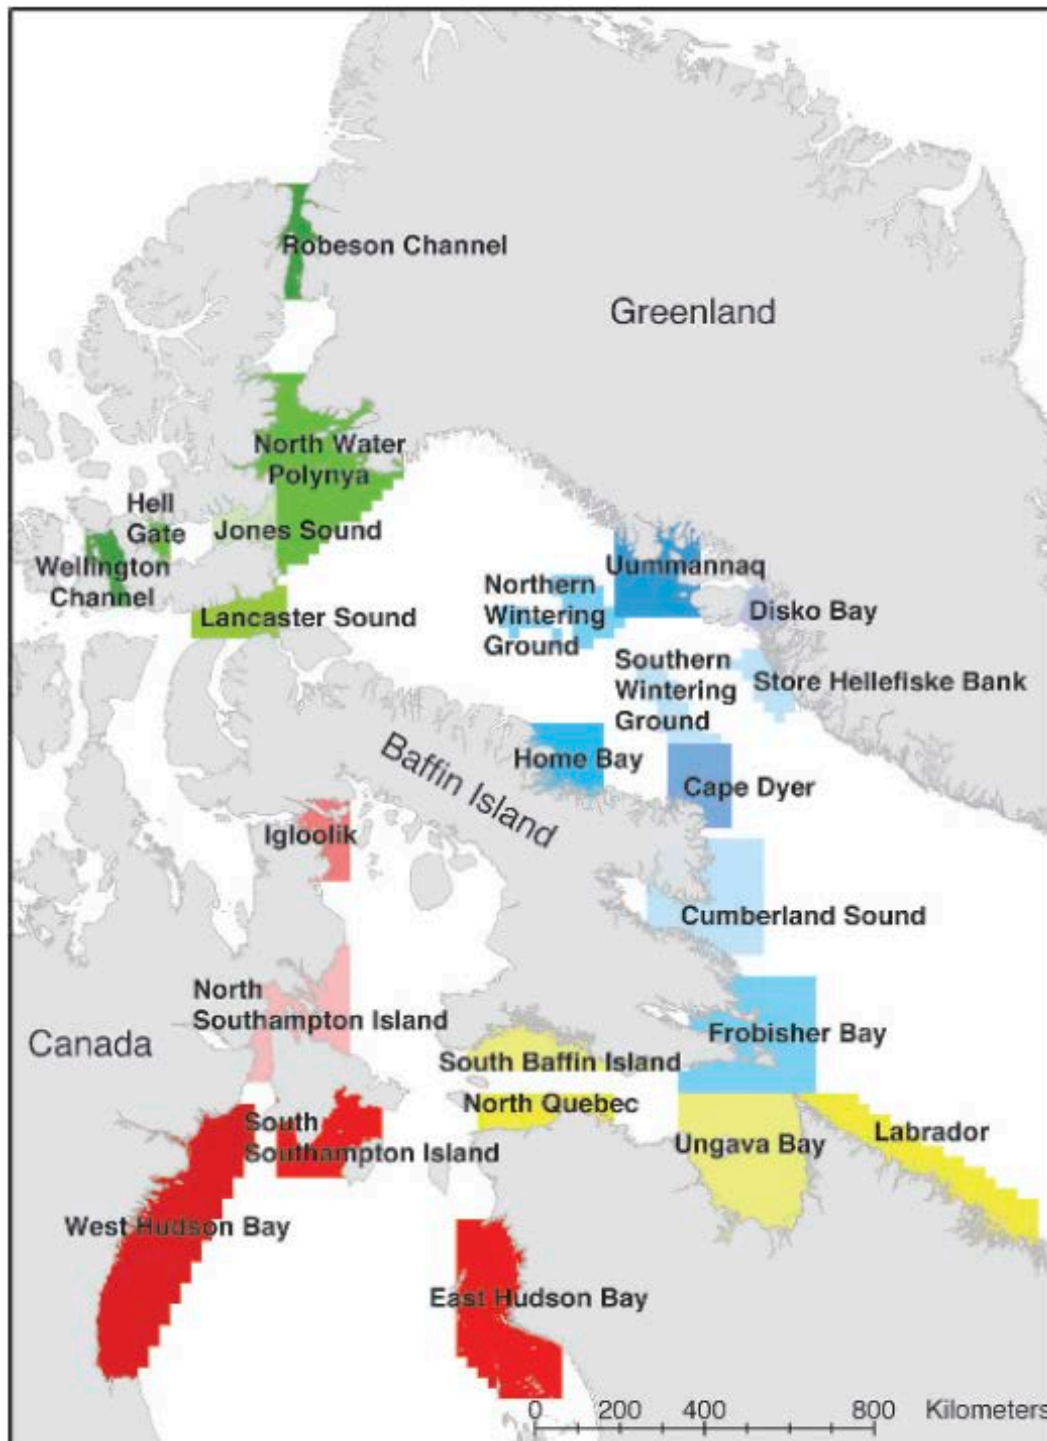 Robeson Channel
Greenland
North Water
Polynya
Hell
Gate
Jones Sound
Wellington
Channel
Lancaster Sound
Uummannaq
Northern
Wintering
Ground
Disko Bay
Southern
Wintering
Ground
Store Hellefiske Bank
Home Bay
Baffin Island
Cape Dyer
Igloolik
Cumberland Sound
North
Southampton Island
Canada
Frobisher Bay
South Baffin Island
North Quebec
South
Southampton Island
Ungava Bay
Labrador
West Hudson Bay
East Hudson Bay
0 200 400 800 Kilometers